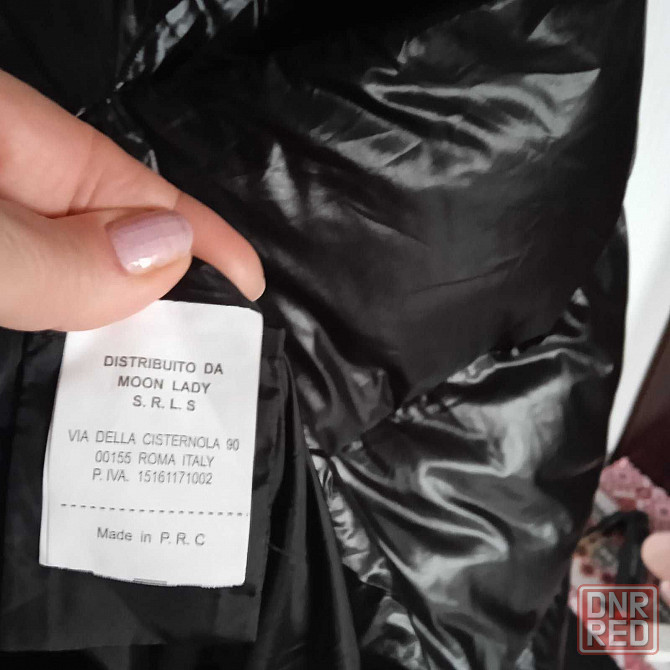 DISTRIBUITO DA
MOON LADY
S. R. L. S
VIA DELLA CISTERNOLA 90
00155 ROMA ITALY
P. IVA. 15161171002
Made in P. R. C
DNR
RED